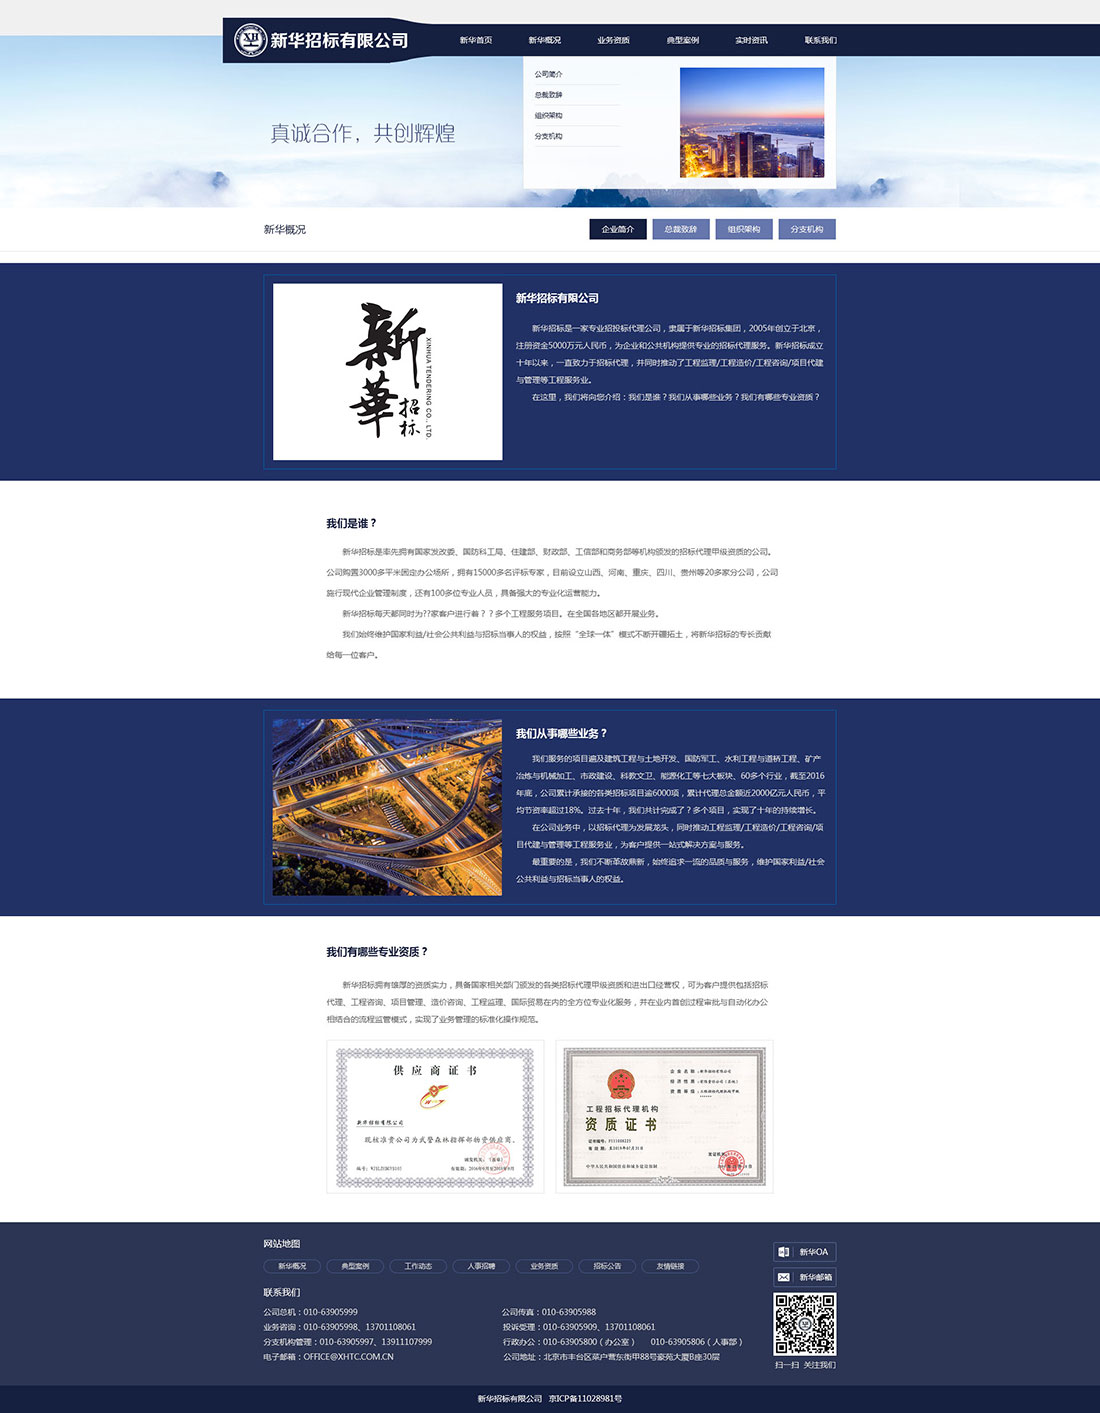 新华招标有限公司
新华首页 新华概况 业务资质 典型案例 实时资讯 联系我们
公司简介
总裁致辞
组织架构
分支机构
真诚合作，共创辉煌
新华概况
企业简介 总裁致辞 组织架构 分支机构
新華
招标
XINHUA TENDERING CO., LTD.
新华招标有限公司
新华招标是一家专业招投标代理公司，隶属于新华招标集团，2005年创立于北京，
注册资金5000万元人民币，为企业和公共机构提供专业的招标代理服务。新华招标成立
十年以来，一直致力于招标代理，并同时推动了工程监理/工程造价/工程咨询/项目代建
与管理等工程服务业。
在这里，我们将向您介绍：我们是谁？我们从事哪些业务？我们有哪些专业资质？
我们是谁？
新华招标是率先拥有国家发改委、国防科工局、住建部、财政部、工信部和商务部等机构颁发的招标代理甲级资质的公司。
公司购置3000多平米固定办公场所，拥有15000多名评标专家，目前设立山西、河南、重庆、四川、贵州等20多家分公司，公司
施行现代企业管理制度，还有100多位专业人员，具备强大的专业化运营能力。
新华招标每天都同时为??家客户进行着？？多个工程服务项目。在全国各地区都开展业务。
我们始终维护国家利益/社会公共利益与招标当事人的权益，按照“全球一体”模式不断开疆拓土，将新华招标的专长贡献
给每一位客户。
我们从事哪些业务？
我们服务的项目遍及建筑工程与土地开发、国防军工、水利工程与道桥工程、矿产
冶炼与机械加工、市政建设、科教文卫、能源化工等七大板块、60多个行业，截至2016
年底，公司累计承接的各类招标项目逾6000项，累计代理总金额近2000亿元人民币，平
均节资率超过18%。过去十年，我们共计完成了？多个项目，实现了十年的持续增长。
在公司业务中，以招标代理为发展龙头，同时推动工程监理/工程造价/工程咨询/项
目代建与管理等工程服务业，为客户提供一站式解决方案与服务。
最重要的是，我们不断革故鼎新，始终追求一流的品质与服务，维护国家利益/社会
公共利益与招标当事人的权益。
我们有哪些专业资质？
新华招标拥有雄厚的资质实力，具备国家相关部门颁发的各类招标代理甲级资质和进出口经营权，可为客户提供包括招标
代理、工程咨询、项目管理、造价咨询、工程监理、国际贸易在内的全方位专业化服务，并在业内首创过程审批与自动化办公
相结合的流程监管模式，实现了业务管理的标准化操作规范。
供应商证书
新华招标有限公司
现核准贵公司为武警森林指挥部物资供应商。
工程招标代理机构
资质证书
中华人民共和国住房和城乡建设部制
网站地图
新华概况 典型案例 工作动态 人事招聘 业务资质 招标公告 友情链接
联系我们
公司总机：010-63905999 公司传真：010-63905988
业务咨询：010-63905998、13701108061 投诉受理：010-63905909、13701108061
分支机构管理：010-63905997、13911107999 行政办公：010-63905800（办公室） 010-63905806（人事部）
电子邮箱：OFFICE@XHTC.COM.CN 公司地址：北京市丰台区菜户营东街甲88号豪苑大厦B座30层
新华OA
新华邮箱
扫一扫 关注我们
新华招标有限公司 京ICP备11028981号